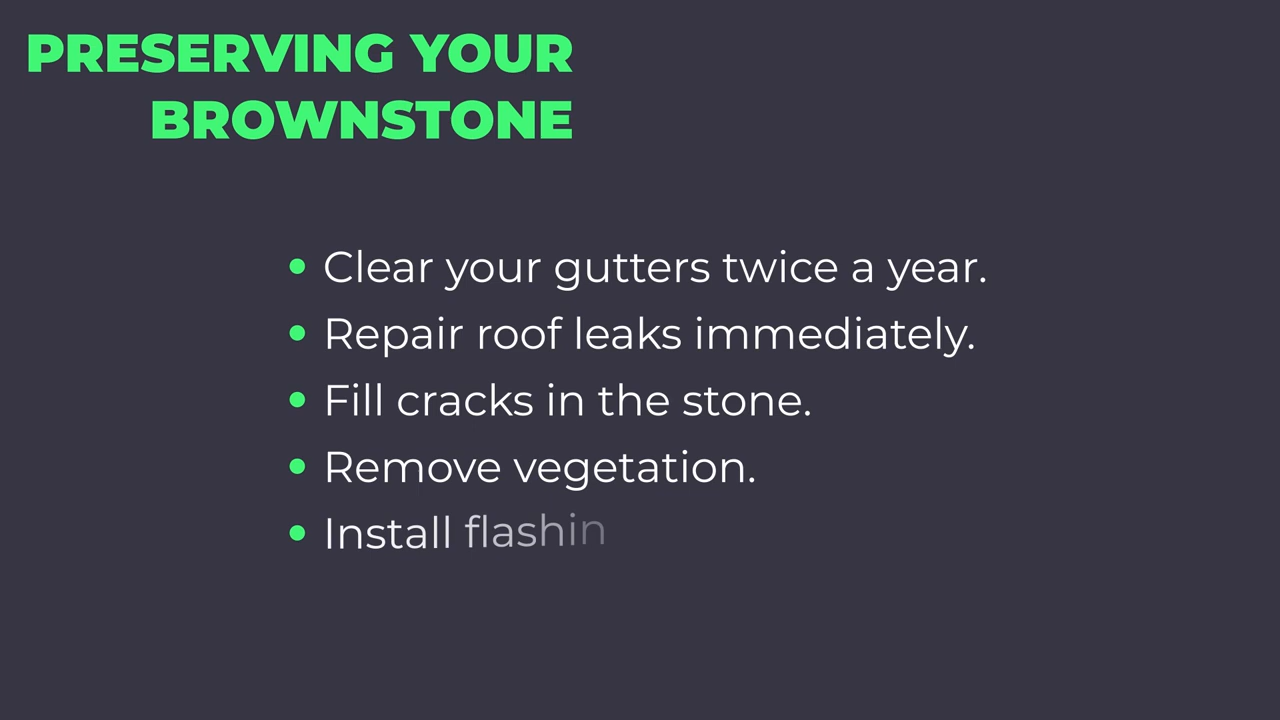 PRESERVING YOUR
BROWNSTONE
• Clear your gutters twice a year.
• Repair roof leaks immediately.
• Fill cracks in the stone.
• Remove vegetation.
• Install flashin